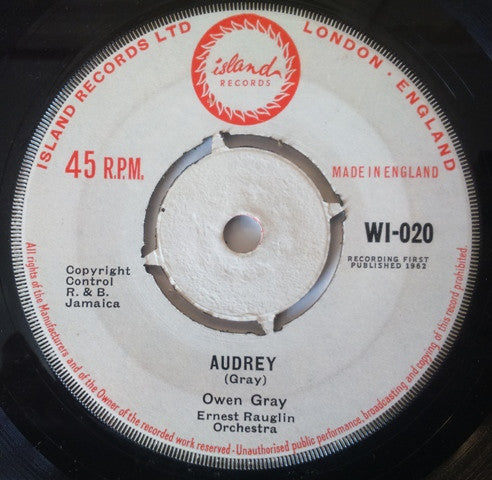 ISLAND RECORDS LTD LONDON · ENGLAND
island
RECORDS
45 R.P.M.
MADE IN ENGLAND
WI-020
RECORDING FIRST
PUBLISHED 1962
Copyright
Control
R. & B.
Jamaica
AUDREY
(Gray)
Owen Gray
Ernest Rauglin
Orchestra
All rights of the Manufacturers and of the Owner of the recorded work reserved - Unauthorised public performance, broadcasting and copying of this record prohibited.